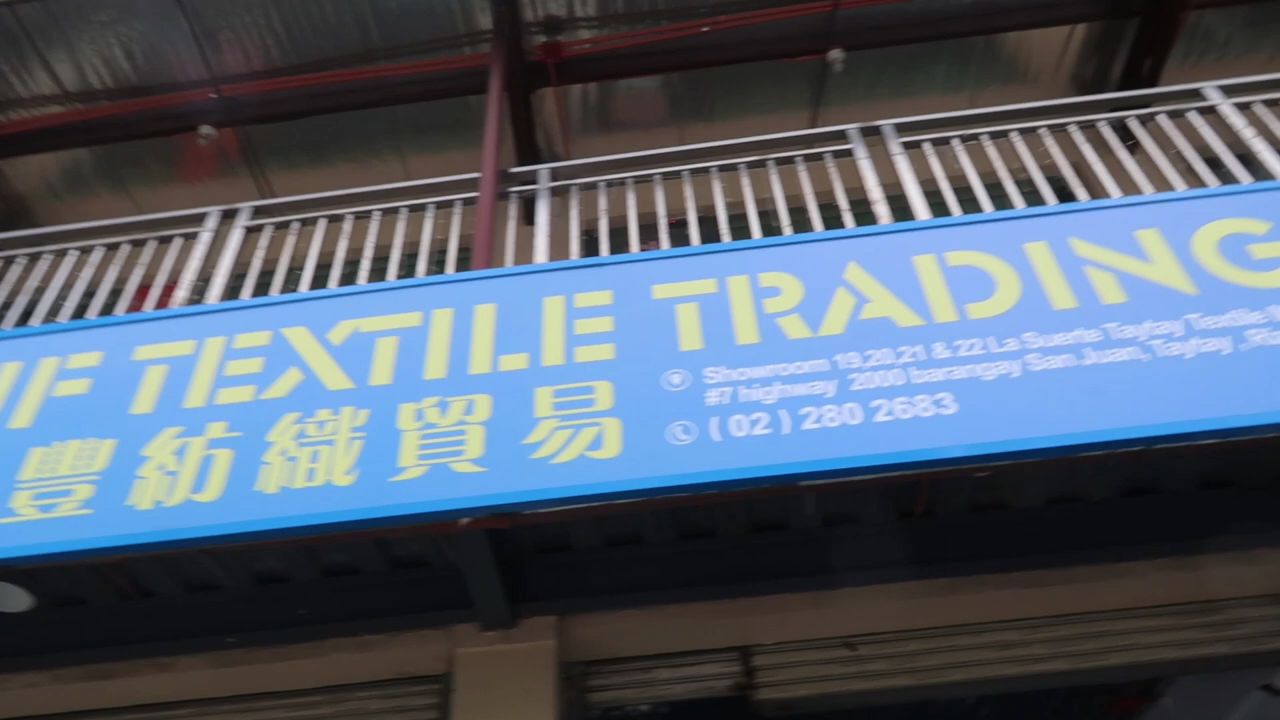 F TEXTILE TRADING
豐紡織貿易
Showroom 19,20,21 & 22 La Suerte Taytay Textile
#7 highway 2000 barangay San Juan, Taytay ,
( 02 ) 280 2683